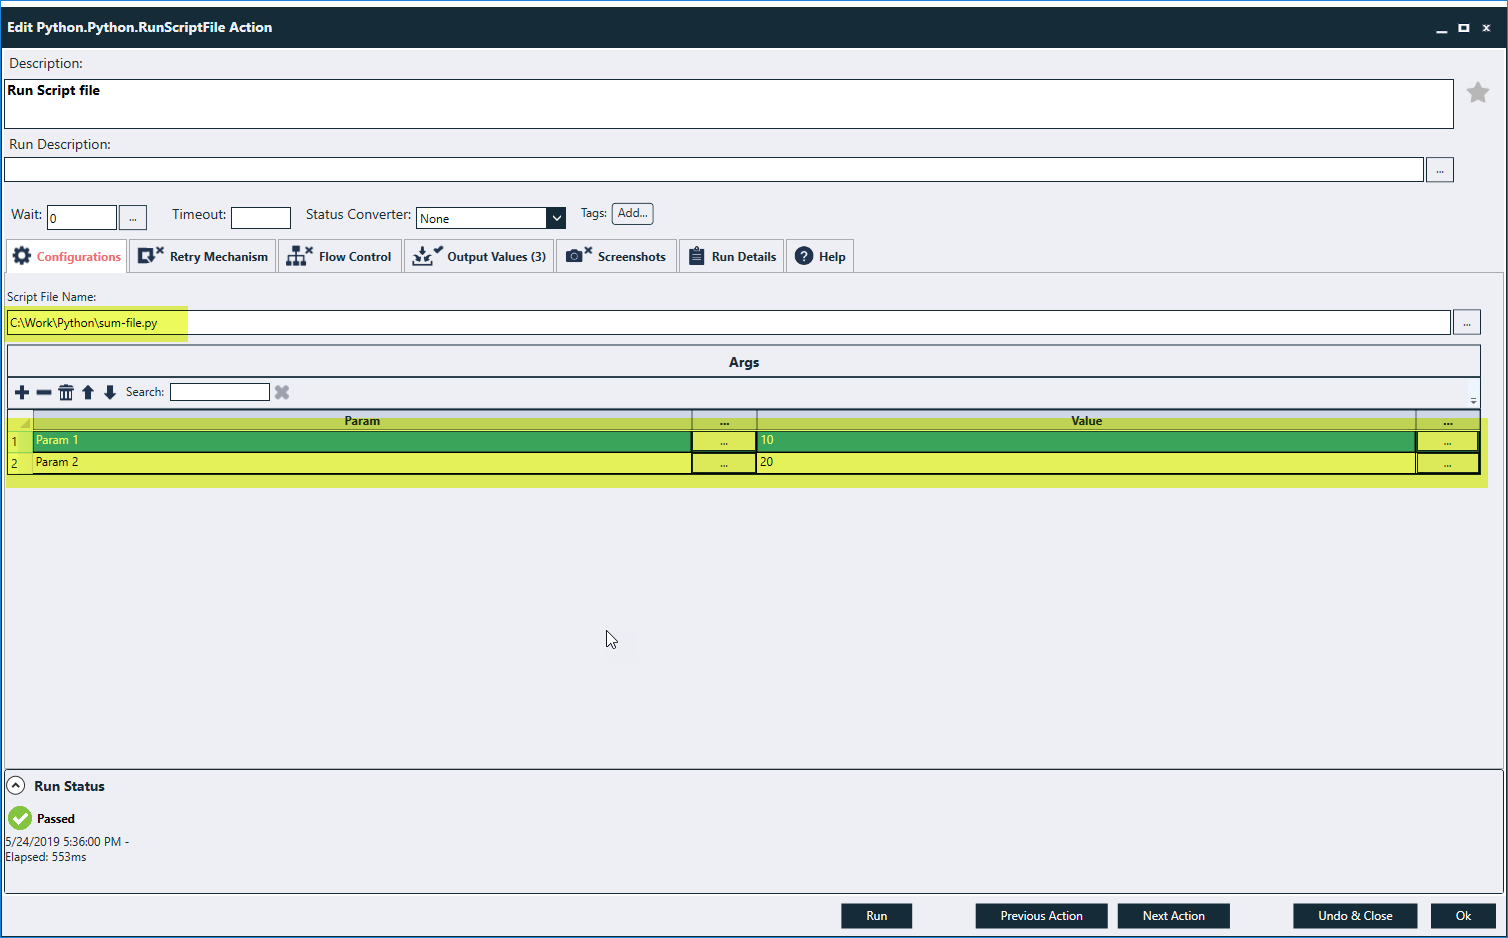 Edit Python.Python.RunScriptFile Action
Description:
Run Script file
Run Description:
...
Wait: 0 ... Timeout: Status Converter: None Tags: Add...
Configurations Retry Mechanism Flow Control Output Values (3) Screenshots Run Details ? Help
Script File Name:
C:\Work\Python\sum-file.py ...
Args
Search:
Param ... Value ...
1 Param 1 ... 10 ...
2 Param 2 ... 20 ...
Run Status
Passed
5/24/2019 5:36:00 PM -
Elapsed: 553ms
Run Previous Action Next Action Undo & Close Ok